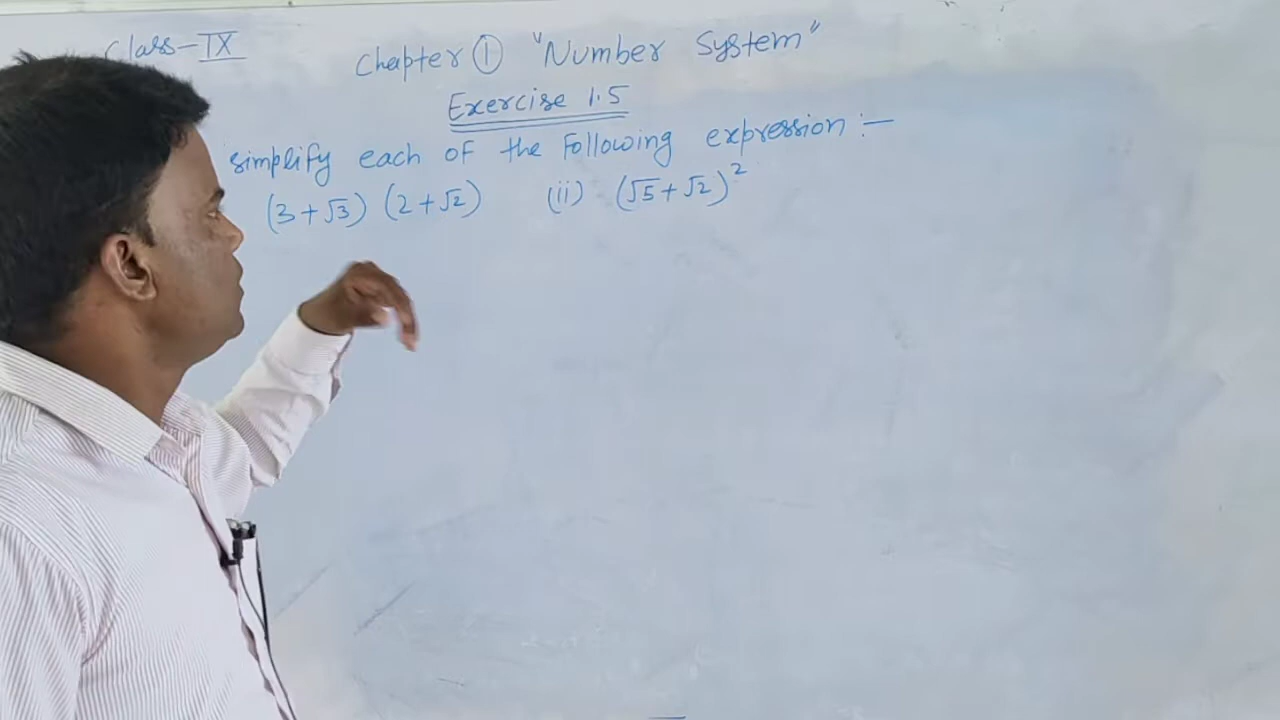 Class-IX
Chapter ① "Number System"
Exercise 1.5
simplify each of the Following expression :-
(3+√3) (2+√2) (ii) (√5+√2)²